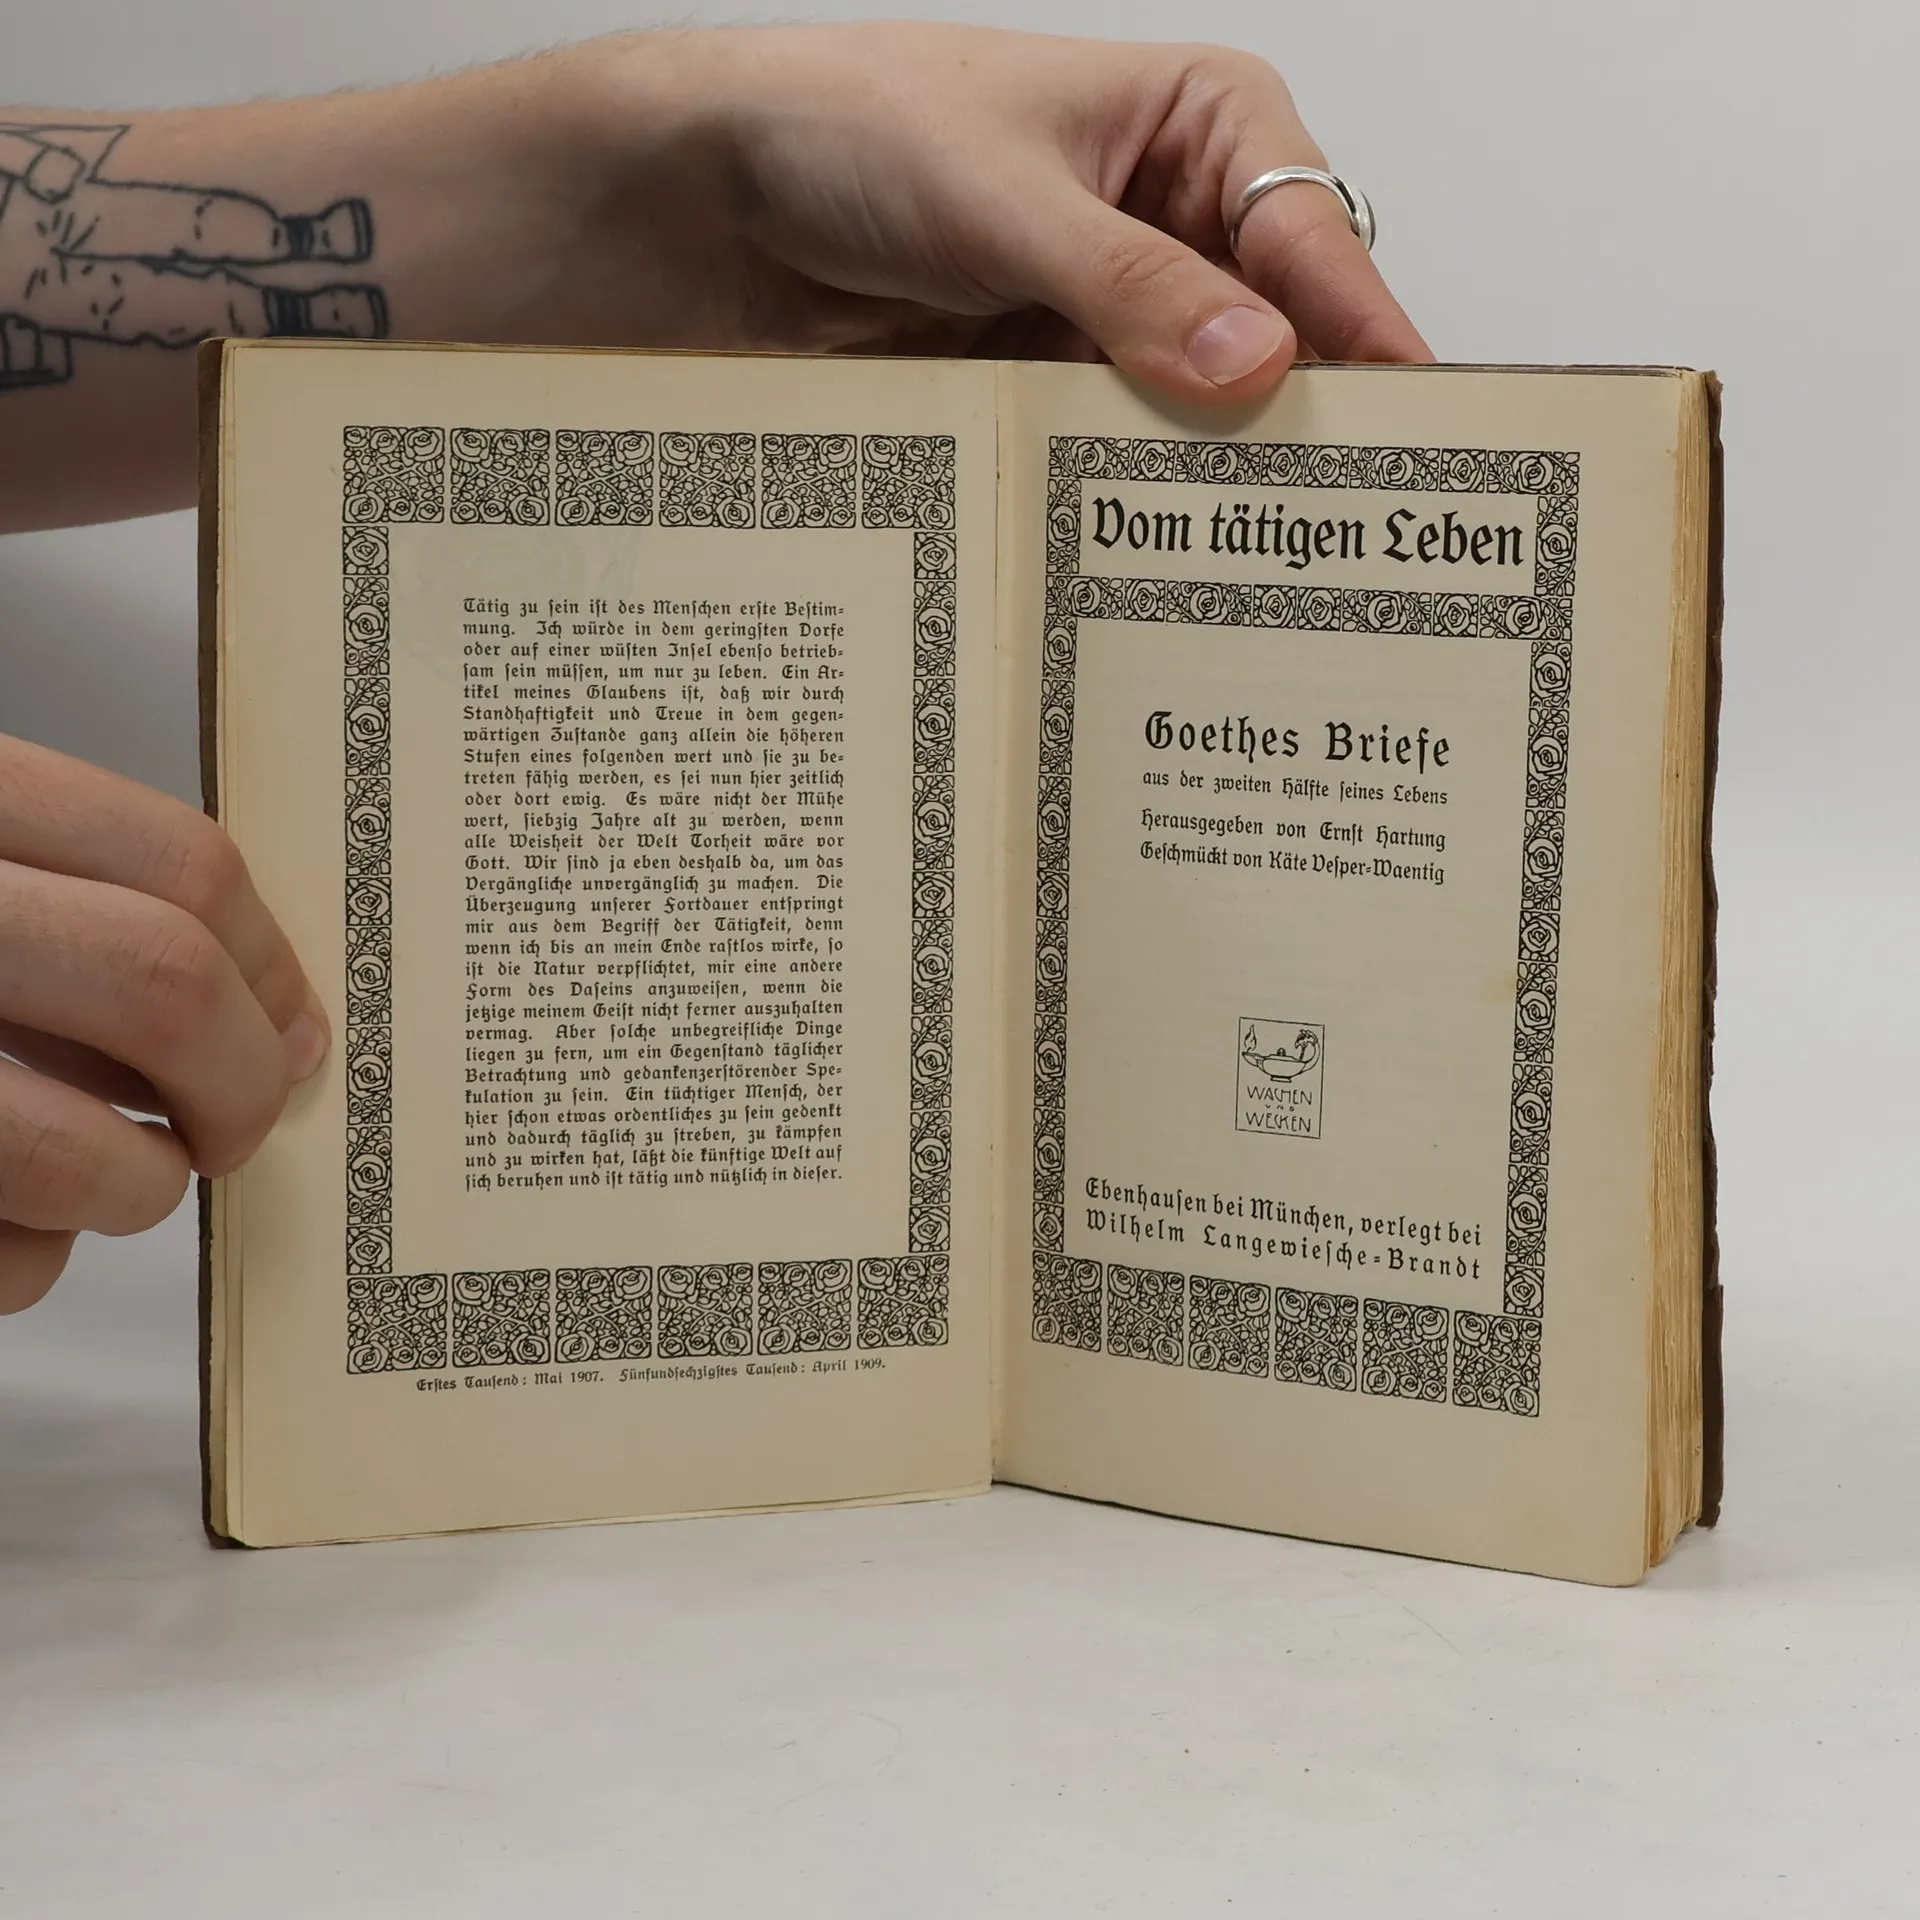 Tätig zu ſein iſt des Menſchen erſte Beſtim⸗
mung. Ich würde in dem geringſten Dorfe
oder auf einer wüſten Inſel ebenſo betrieb⸗
ſam ſein müſſen, um nur zu leben. Ein Ar⸗
tikel meines Glaubens iſt, daß wir durch
Standhaftigkeit und Treue in dem gegen⸗
wärtigen Zuſtande ganz allein die höheren
Stufen eines folgenden wert und ſie zu be⸗
treten fähig werden, es ſei nun hier zeitlich
oder dort ewig. Es wäre nicht der Mühe
wert, ſiebzig Jahre alt zu werden, wenn
alle Weisheit der Welt Torheit wäre vor
Gott. Wir ſind ja eben deshalb da, um das
Vergängliche unvergänglich zu machen. Die
Überzeugung unſerer Fortdauer entſpringt
mir aus dem Begriff der Tätigkeit, denn
wenn ich bis an mein Ende raſtlos wirke, ſo
iſt die Natur verpflichtet, mir eine andere
Form des Daſeins anzuweiſen, wenn die
jetzige meinem Geiſt nicht ferner auszuhalten
vermag. Aber ſolche unbegreifliche Dinge
liegen zu fern, um ein Gegenſtand täglicher
Betrachtung und gedankenzerſtörender Spe⸗
kulation zu ſein. Ein tüchtiger Menſch, der
hier ſchon etwas ordentliches zu ſein gedenkt
und dadurch täglich zu ſtreben, zu kämpfen
und zu wirken hat, läßt die künftige Welt auf
ſich beruhen und iſt tätig und nützlich in dieſer.
Erſtes Tauſend: Mai 1907. Fünfundſechzigſtes Tauſend: April 1909.
Vom tätigen Leben
Goethes Briefe
aus der zweiten Hälfte ſeines Lebens
Herausgegeben von Ernſt Hartung
Geſchmückt von Käte Veſper⸗Waentig
WACHEN
UND
WECKEN
Ebenhauſen bei München, verlegt bei
Wilhelm Langewieſche⸗Brandt